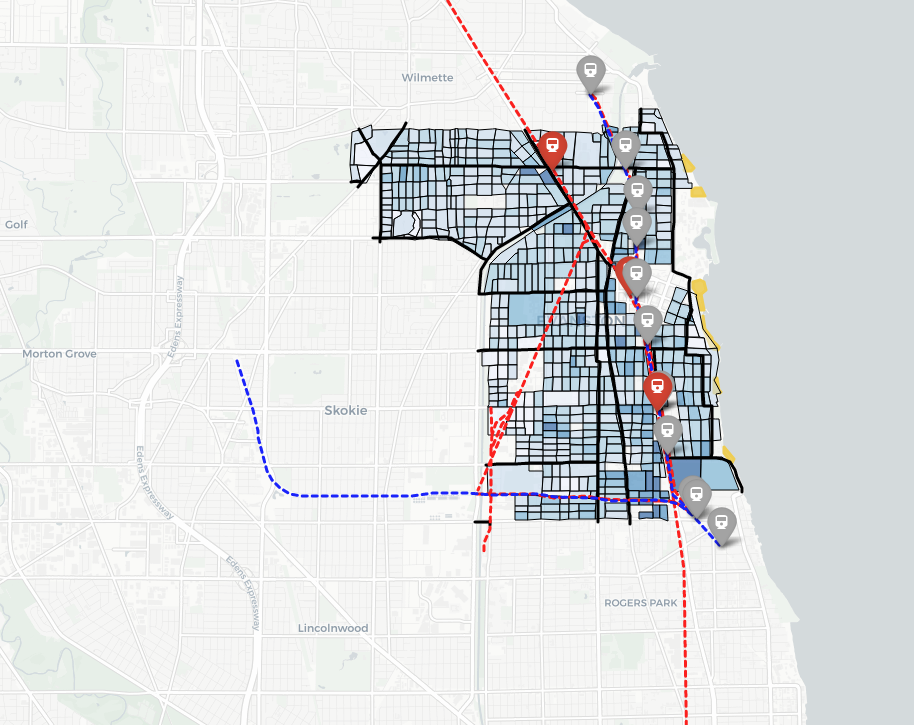 Wilmette
Golf
Edens Expressway
EVANSTON
Morton Grove
Skokie
Edens Expressway
Edens Expressway
ROGERS PARK
Lincolnwood